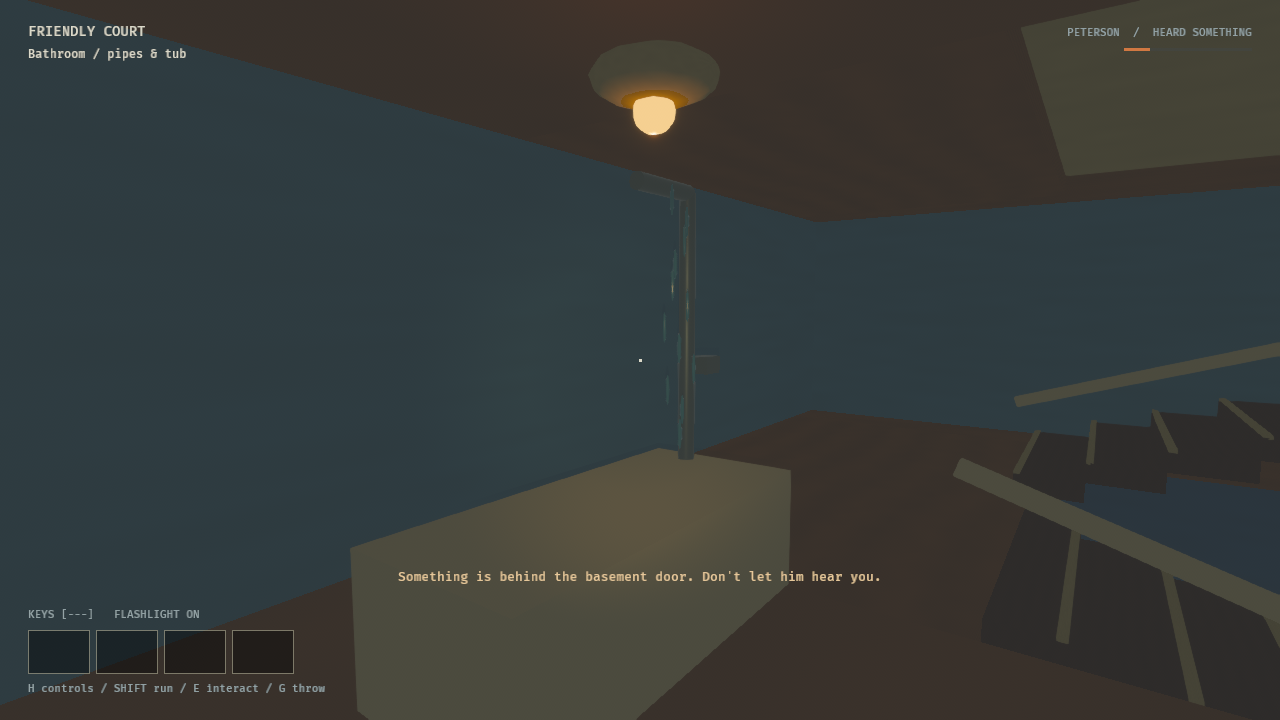 FRIENDLY COURT
Bathroom / pipes & tub
PETERSON / HEARD SOMETHING
Something is behind the basement door. Don't let him hear you.
KEYS [---] FLASHLIGHT ON
H controls / SHIFT run / E interact / G throw